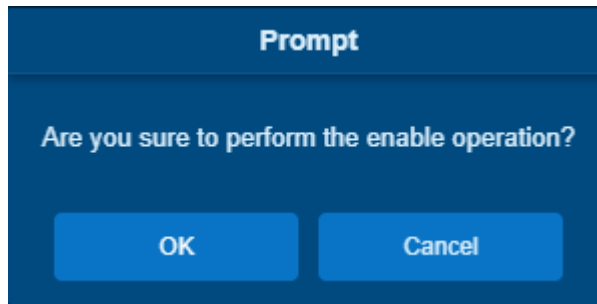 Prompt
Are you sure to perform the enable operation?
OK
Cancel